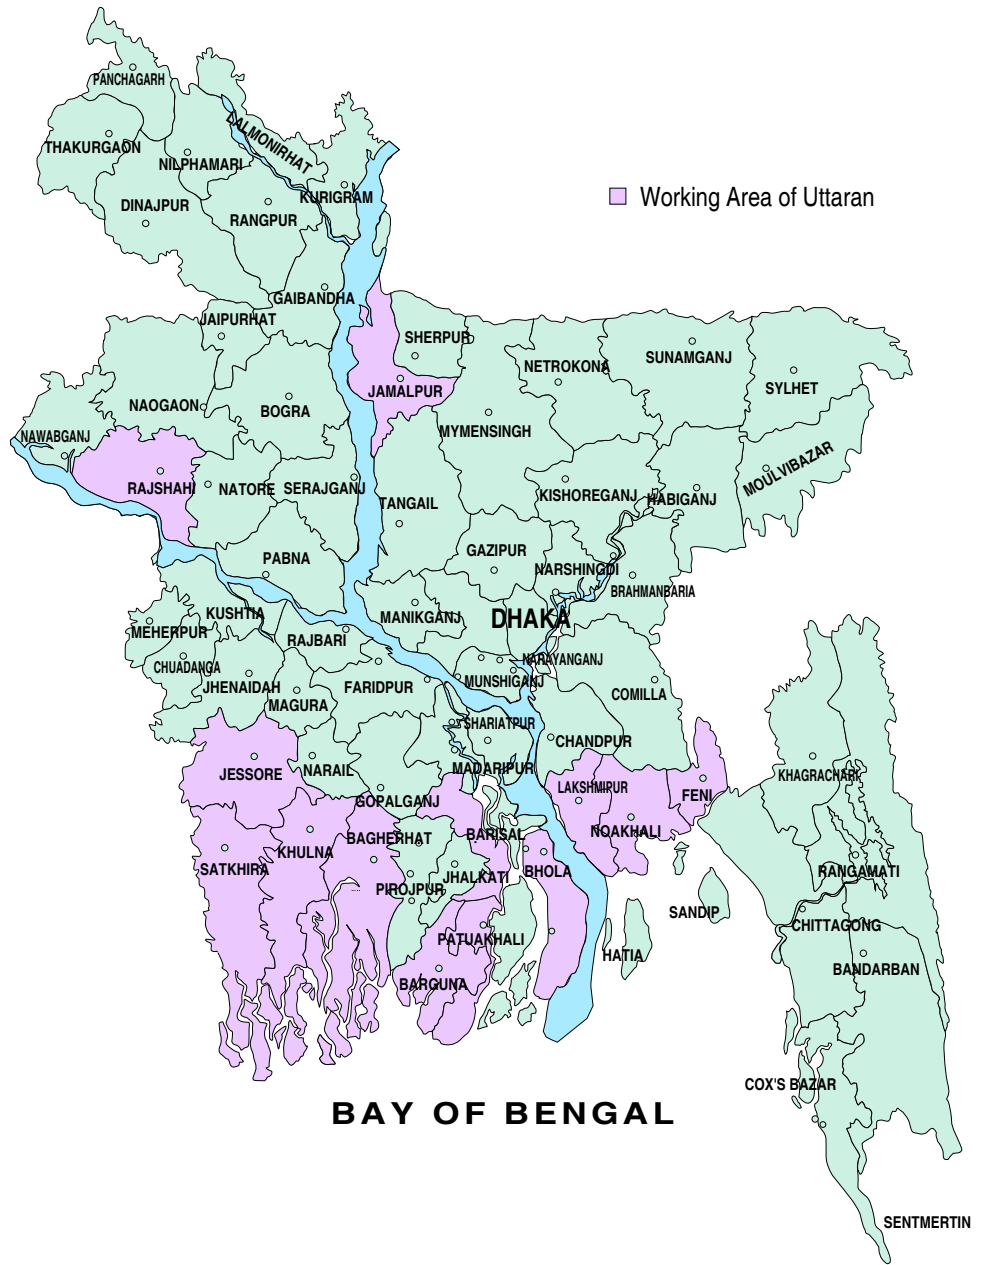 PANCHAGARH
LALMONIRHAT
THAKURGAON
NILPHAMARI
KURIGRAM
Working Area of Uttaran
DINAJPUR
RANGPUR
GAIBANDHA
JAIPURHAT
SHERPUR
SUNAMGANJ
NETROKONA
SYLHET
JAMALPUR
NAOGAON
BOGRA
MYMENSINGH
NAWABGANJ
MOULVIBAZAR
RAJSHAHI
NATORE
SERAJGANJ
TANGAIL
KISHOREGANJ
HABIGANJ
GAZIPUR
PABNA
NARSHINGDI
BRAHMANBARIA
KUSHTIA
MANIKGANJ
DHAKA
MEHERPUR
RAJBARI
CHUADANGA
NARAYANGANJ
JHENAIDAH
FARIDPUR
MUNSHIGANJ
COMILLA
MAGURA
SHARIATPUR
CHANDPUR
JESSORE
NARAIL
MADARIPUR
KHAGRACHARI
LAKSHMIPUR
FENI
GOPALGANJ
NOAKHALI
BAGHERHAT
BARISAL
KHULNA
SATKHIRA
JHALKATI
BHOLA
RANGAMATI
PIROJPUR
SANDIP
CHITTAGONG
PATUAKHALI
HATIA
BANDARBAN
BARGUNA
COX'S BAZAR
BAY OF BENGAL
SENTMERTIN